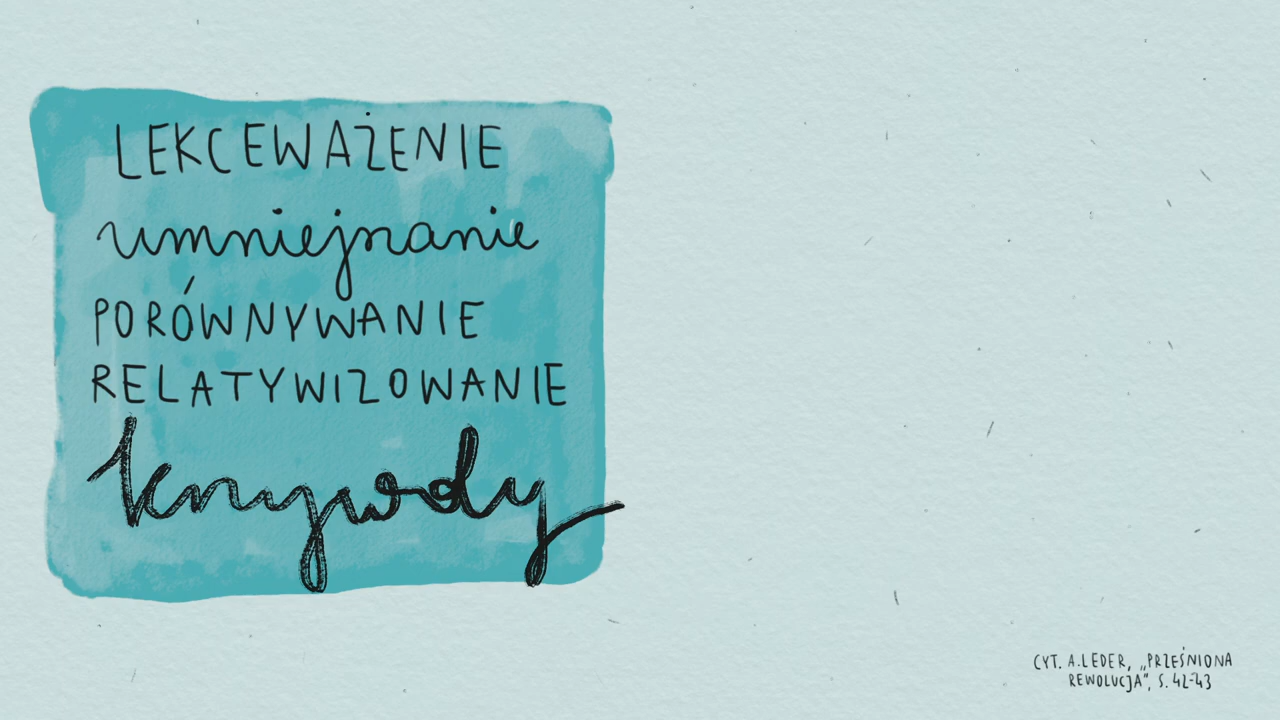 LEKCEWAŻENIE
umniejszanie
PORÓWNYWANIE
RELATYWIZOWANIE
krzywdy
CYT. A.LEDER, „PRZEŚNIONA
REWOLUCJA", S. 42-43